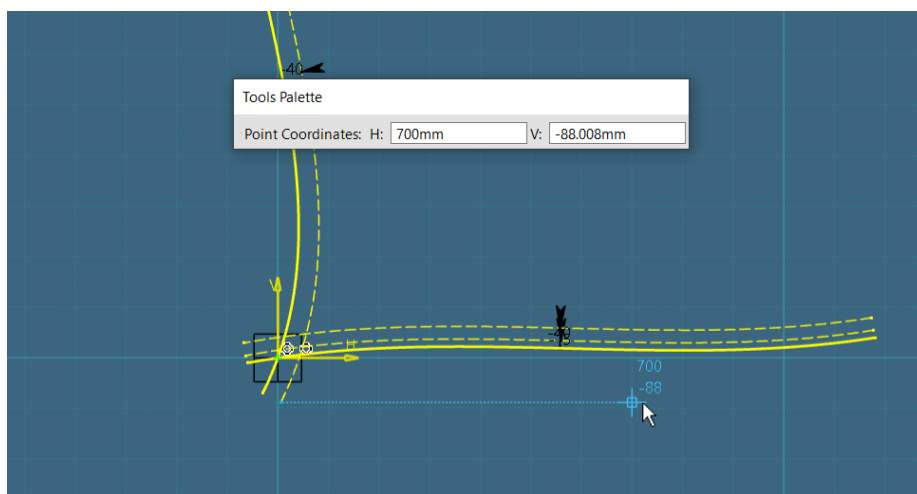 -40
Tools Palette
Point Coordinates: H: 700mm V: -88.008mm
V
H
700
-88